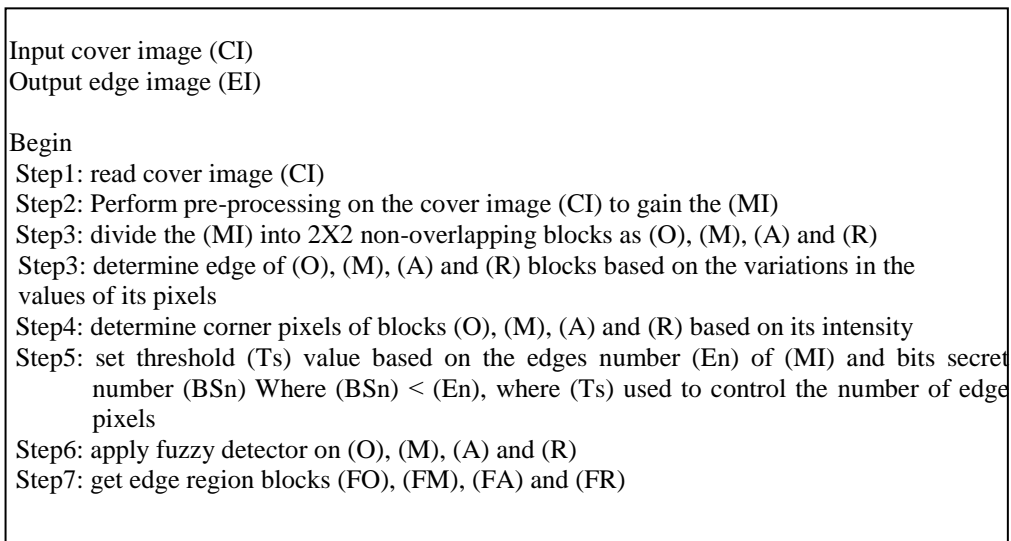 Input cover image (CI)
Output edge image (EI)
Begin
Step1: read cover image (CI)
Step2: Perform pre-processing on the cover image (CI) to gain the (MI)
Step3: divide the (MI) into 2X2 non-overlapping blocks as (O), (M), (A) and (R)
Step3: determine edge of (O), (M), (A) and (R) blocks based on the variations in the
values of its pixels
Step4: determine corner pixels of blocks (O), (M), (A) and (R) based on its intensity
Step5: set threshold (Ts) value based on the edges number (En) of (MI) and bits secret
number (BSn) Where (BSn) < (En), where (Ts) used to control the number of edge
pixels
Step6: apply fuzzy detector on (O), (M), (A) and (R)
Step7: get edge region blocks (FO), (FM), (FA) and (FR)